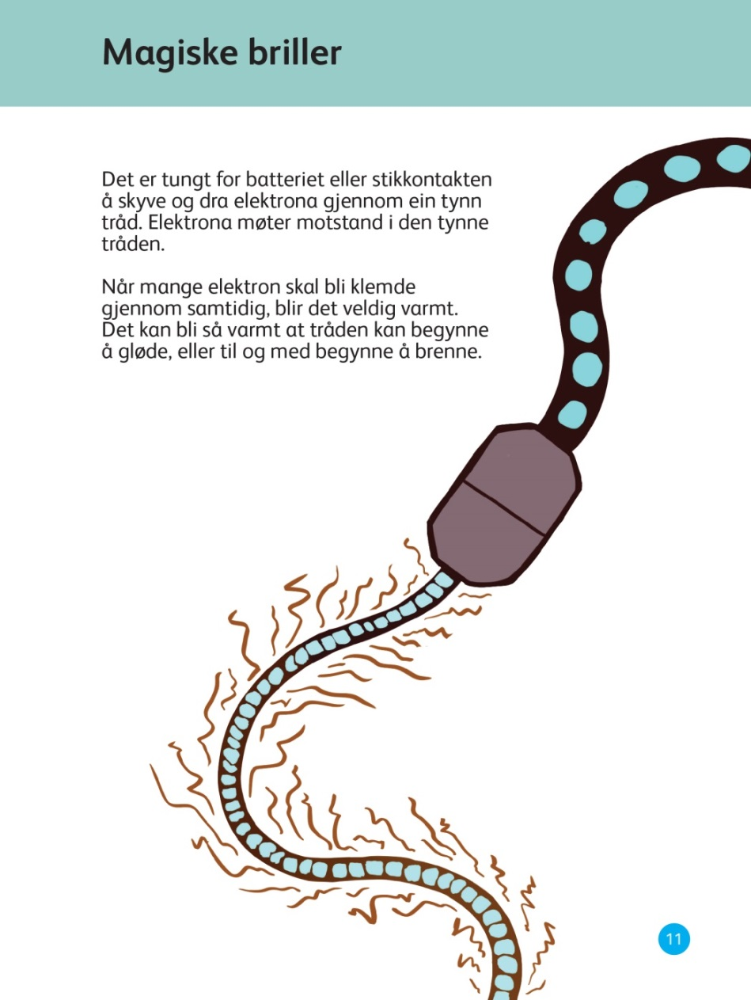 Magiske briller
Det er tungt for batteriet eller stikkontakten
å skyve og dra elektrona gjennom ein tynn
tråd. Elektrona møter motstand i den tynne
tråden.
Når mange elektron skal bli klemde
gjennom samtidig, blir det veldig varmt.
Det kan bli så varmt at tråden kan begynne
å gløde, eller til og med begynne å brenne.
11